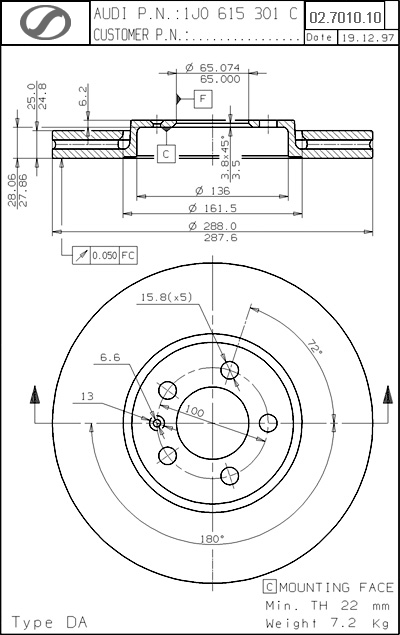 AUDI P.N.:1J0 615 301 C
02.7010.10
CUSTOMER P.N.:................
Date 19.12.97
Ø 65.074
65.000
F
25.0
24.8
6.2
28.06
27.86
C
3.8x45°
3.5
Ø 136
Ø 161.5
Ø 288.0
287.6
0.050 FC
15.8(x5)
72°
6.6
13
100
180°
C MOUNTING FACE
Min. TH 22 mm
Type DA
Weight 7.2 Kg